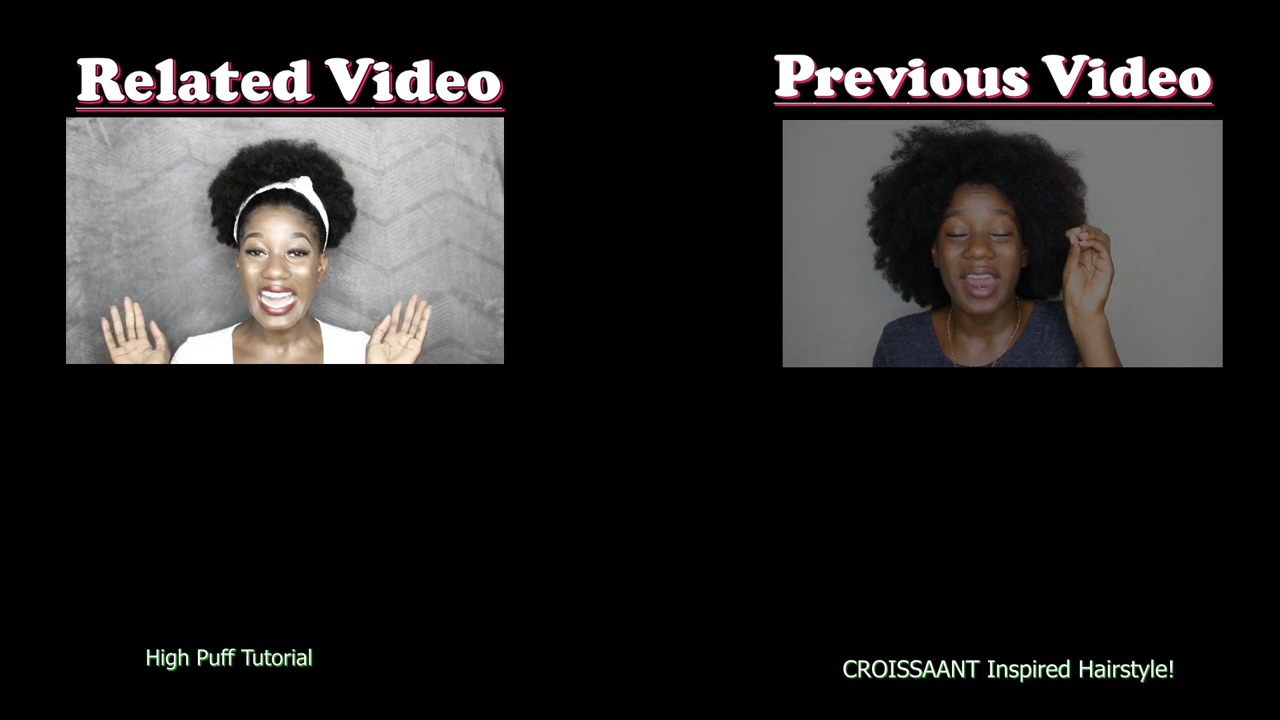 Related Video
Previous Video
High Puff Tutorial
CROISSAANT Inspired Hairstyle!